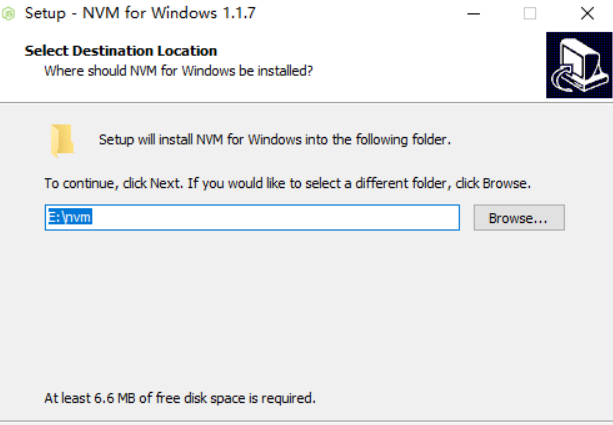 Setup - NVM for Windows 1.1.7
Select Destination Location
Where should NVM for Windows be installed?
Setup will install NVM for Windows into the following folder.
To continue, click Next. If you would like to select a different folder, click Browse.
E:\nvm
Browse...
At least 6.6 MB of free disk space is required.